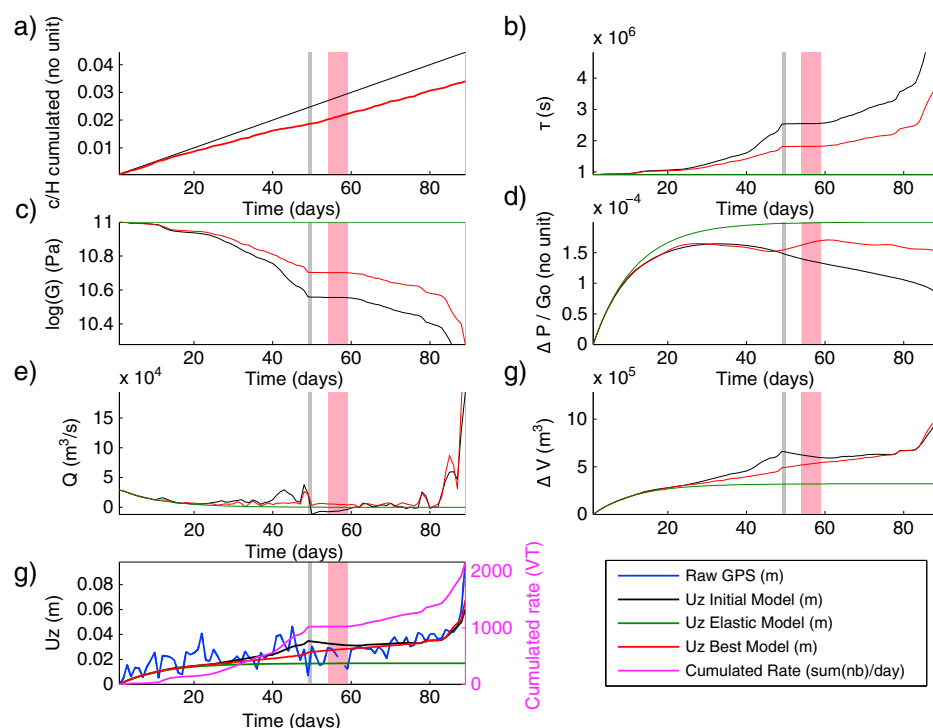 a)
c/H cumulated (no unit)
0.04
0.03
0.02
0.01
20 40 60 80
Time (days)
b)
x 10^6
τ (s)
4
3
2
1
20 40 60 80
Time (days)
c)
log(G) (Pa)
11
10.8
10.6
10.4
20 40 60 80
Time (days)
d)
x 10^-4
Δ P / Go (no unit)
1.5
1
0.5
0
20 40 60 80
Time (days)
e)
x 10^4
Q (m^3/s)
15
10
5
0
20 40 60 80
Time (days)
g)
x 10^5
Δ V (m^3)
10
5
0
20 40 60 80
Time (days)
g)
Uz (m)
0.08
0.06
0.04
0.02
0
20 40 60 80
Time (days)
2000
1000
0
Cumulated rate (VT)
Raw GPS (m)
Uz Initial Model (m)
Uz Elastic Model (m)
Uz Best Model (m)
Cumulated Rate (sum(nb)/day)